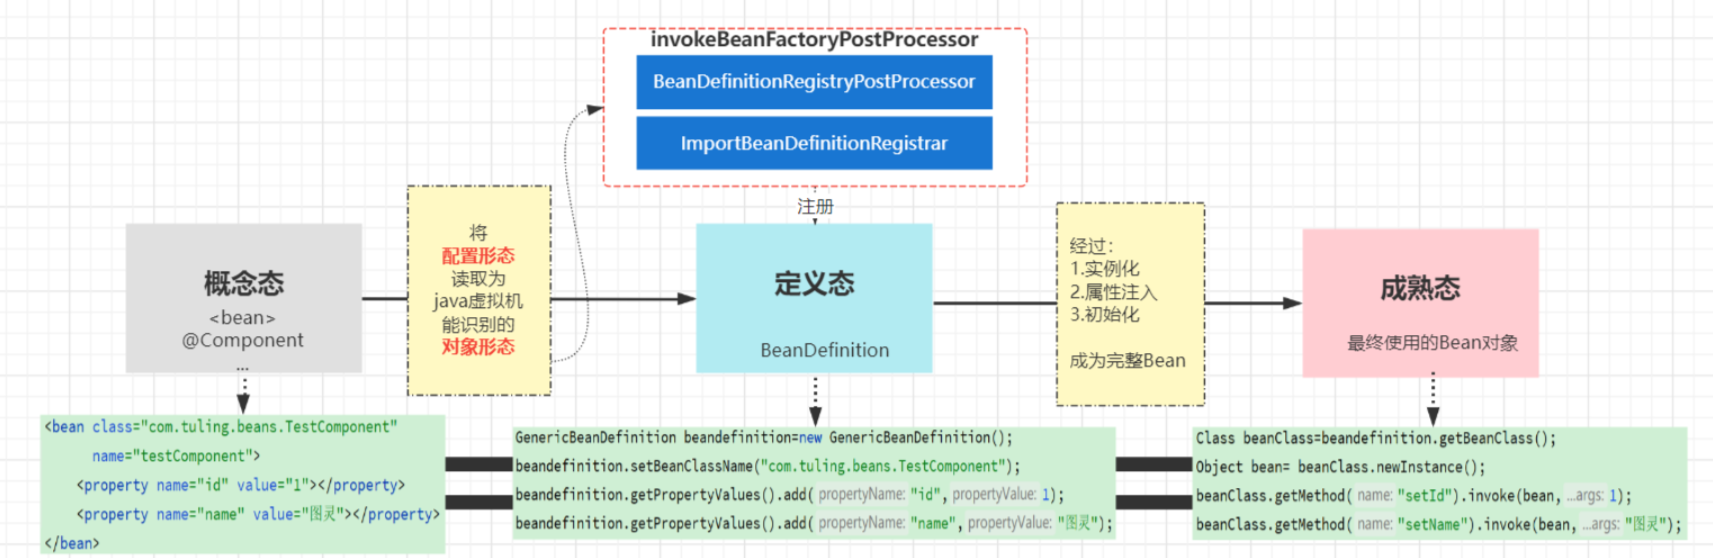 invokeBeanFactoryPostProcessor
BeanDefinitionRegistryPostProcessor
ImportBeanDefinitionRegistrar
注册
概念态
<bean>
@Component
...
将
配置形态
读取为
java虚拟机
能识别的
对象形态
定义态
BeanDefinition
经过：
1.实例化
2.属性注入
3.初始化
成为完整Bean
成熟态
最终使用的Bean对象
<bean class="com.tuling.beans.TestComponent"
name="testComponent">
<property name="id" value="1"></property>
<property name="name" value="图灵"></property>
</bean>
GenericBeanDefinition beandefinition=new GenericBeanDefinition();
beandefinition.setBeanClassName("com.tuling.beans.TestComponent");
beandefinition.getPropertyValues().add( propertyName: "id", propertyValue: 1);
beandefinition.getPropertyValues().add( propertyName: "name", propertyValue: "图灵");
Class beanClass=beandefinition.getBeanClass();
Object bean= beanClass.newInstance();
beanClass.getMethod( name: "setId").invoke(bean, ...args: 1);
beanClass.getMethod( name: "setName").invoke(bean, ...args: "图灵");